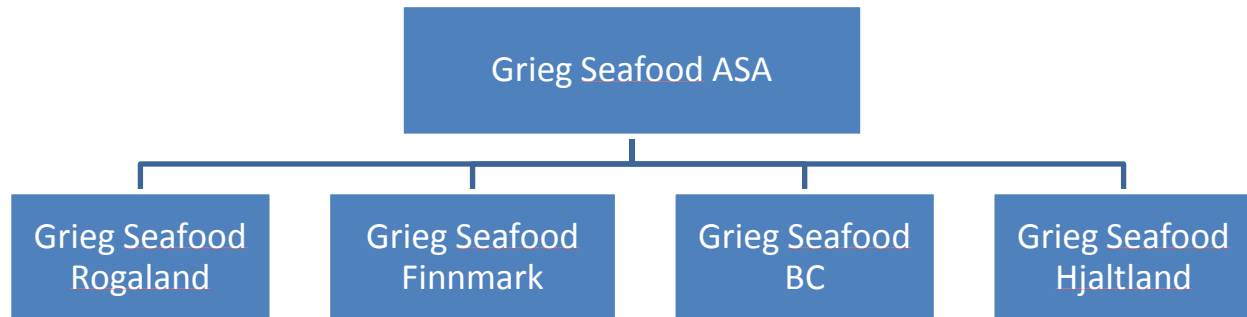 Grieg Seafood ASA
Grieg Seafood
Rogaland
Grieg Seafood
Finnmark
Grieg Seafood
BC
Grieg Seafood
Hjaltland